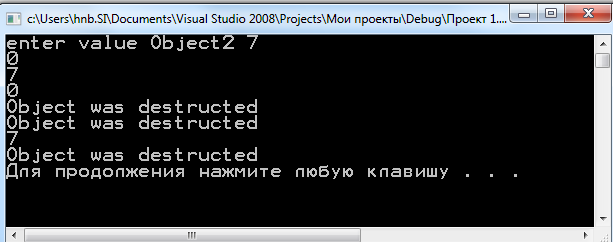 c:\Users\hnb.SI\Documents\Visual Studio 2008\Projects\Мои проекты\Debug\Проект 1....
enter value Object2 7
0
7
0
Object was destructed
Object was destructed
7
Object was destructed
Для продолжения нажмите любую клавишу . . .